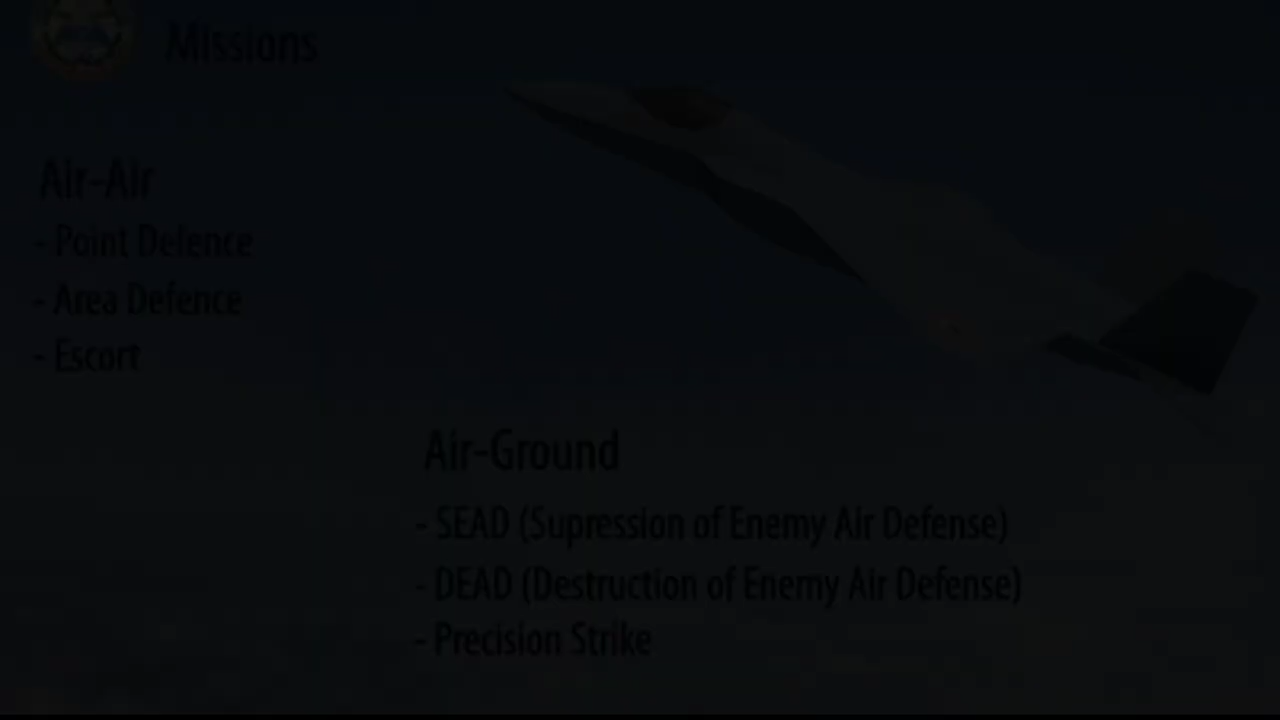 Missions
Air-Air
- Point Defence
- Area Defence
- Escort
Air-Ground
- SEAD (Supression of Enemy Air Defense)
- DEAD (Destruction of Enemy Air Defense)
- Precision Strike